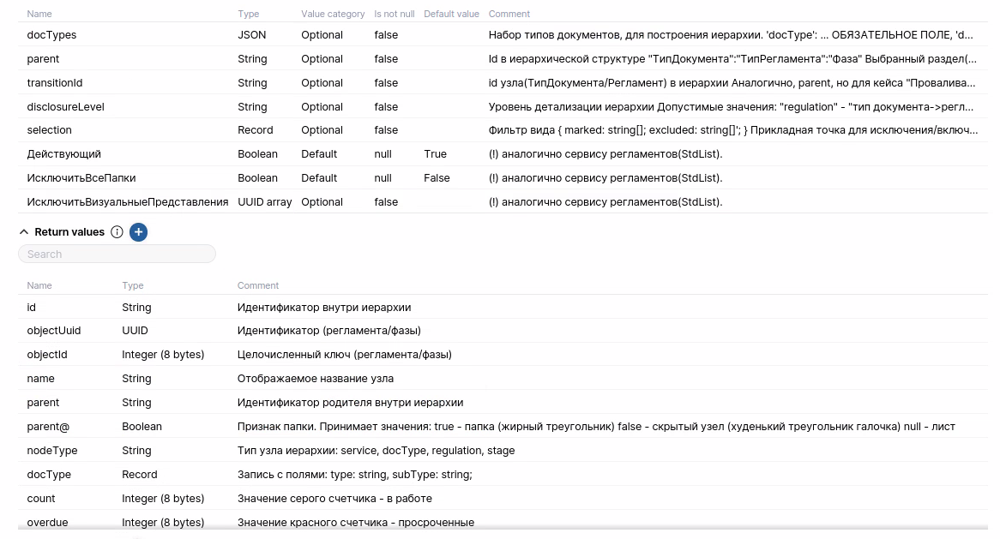 Name Type Value category Is not null Default value Comment
docTypes JSON Optional false Набор типов документов, для построения иерархии. 'docType': ... ОБЯЗАТЕЛЬНОЕ ПОЛЕ, 'd...
parent String Optional false Id в иерархической структуре "ТипДокумента":"ТипРегламента":"Фаза" Выбранный раздел(...
transitionId String Optional false id узла(ТипДокумента/Регламент) в иерархии Аналогично, parent, но для кейса "Провалива...
disclosureLevel String Optional false Уровень детализации иерархии Допустимые значения: "regulation" - "тип документа->регл...
selection Record Optional false Фильтр вида { marked: string[]; excluded: string[]'; } Прикладная точка для исключения/включ...
Действующий Boolean Default null True (!) аналогично сервису регламентов(StdList).
ИсключитьВсеПапки Boolean Default null False (!) аналогично сервису регламентов(StdList).
ИсключитьВизуальныеПредставления UUID array Optional false (!) аналогично сервису регламентов(StdList).
Return values
Search
Name Type Comment
id String Идентификатор внутри иерархии
objectUuid UUID Идентификатор (регламента/фазы)
objectId Integer (8 bytes) Целочисленный ключ (регламента/фазы)
name String Отображаемое название узла
parent String Идентификатор родителя внутри иерархии
parent@ Boolean Признак папки. Принимает значения: true - папка (жирный треугольник) false - скрытый узел (худенький треугольник галочка) null - лист
nodeType String Тип узла иерархии: service, docType, regulation, stage
docType Record Запись с полями: type: string, subType: string;
count Integer (8 bytes) Значение серого счетчика - в работе
overdue Integer (8 bytes) Значение красного счетчика - просроченные